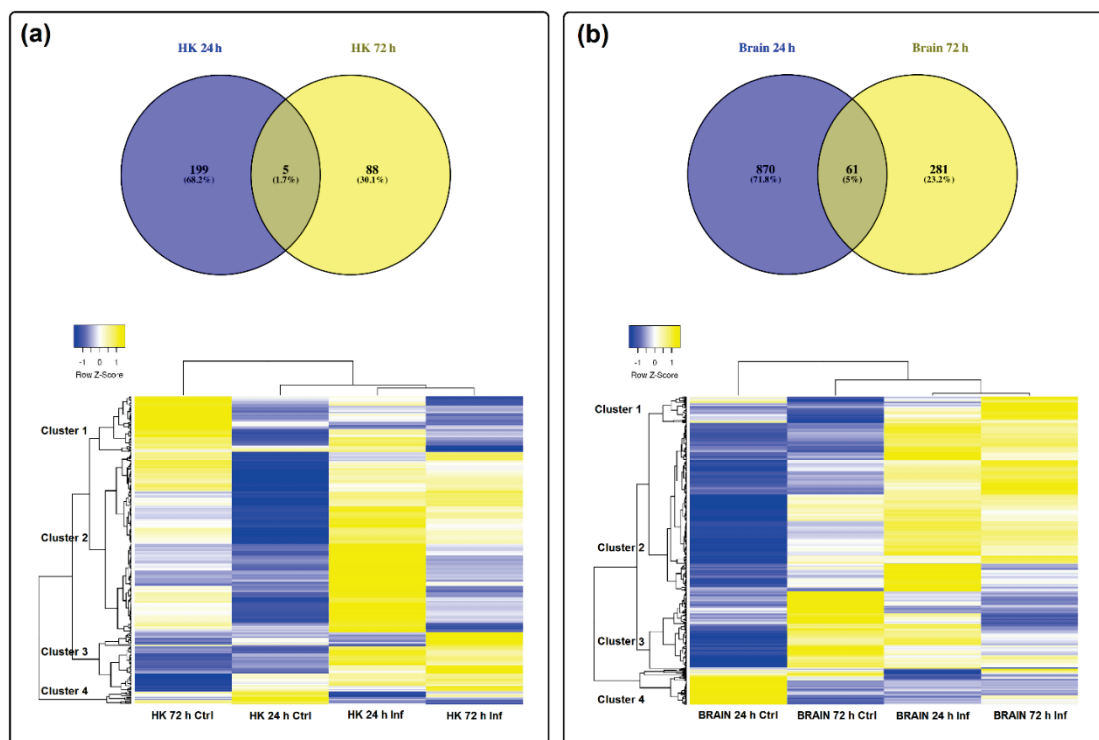 (a)
HK 24 h HK 72 h
199 5 88
(68.2%) (1.7%) (30.1%)
-1 0 1
Row Z-Score
Cluster 1
Cluster 2
Cluster 3
Cluster 4
HK 72 h Ctrl HK 24 h Ctrl HK 24 h Inf HK 72 h Inf
(b)
Brain 24 h Brain 72 h
870 61 281
(71.8%) (5%) (23.2%)
-1 0 1
Row Z-Score
Cluster 1
Cluster 2
Cluster 3
Cluster 4
BRAIN 24 h Ctrl BRAIN 72 h Ctrl BRAIN 24 h Inf BRAIN 72 h Inf